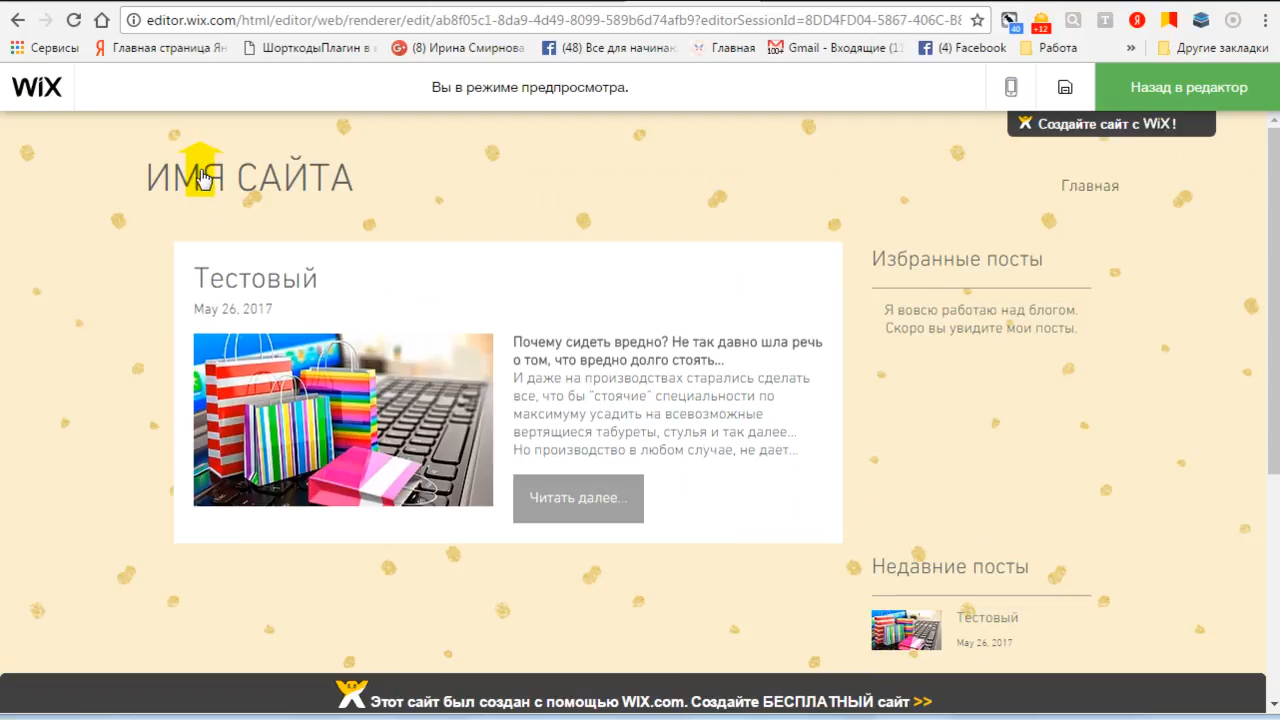 editor.wix.com/html/editor/web/renderer/edit/ab8f05c1-8da9-4d49-8099-589b6d74afb9?editorSessionId=8DD4FD04-5867-406C-B8
40
+12
Сервисы
Главная страница Ян
ШорткодыПлагин в
(8) Ирина Смирнова
(48) Все для начинаю
Главная
100+
Gmail - Входящие (11
(4) Facebook
Работа
»
Другие закладки
WiX
Вы в режиме предпросмотра.
Назад в редактор
Создайте сайт с WiX!
ИМЯ САЙТА
Главная
Тестовый
May 26, 2017
Почему сидеть вредно? Не так давно шла речь
о том, что вредно долго стоять...
И даже на производствах старались сделать
все, что бы "стоячие" специальности по
максимуму усадить на всевозможные
вертящиеся табуреты, стулья и так далее...
Но производство в любом случае, не дает...
Читать далее...
Избранные посты
Я вовсю работаю над блогом.
Скоро вы увидите мои посты.
Недавние посты
Тестовый
May 26, 2017
Этот сайт был создан с помощью WIX.com. Создайте БЕСПЛАТНЫЙ сайт >>